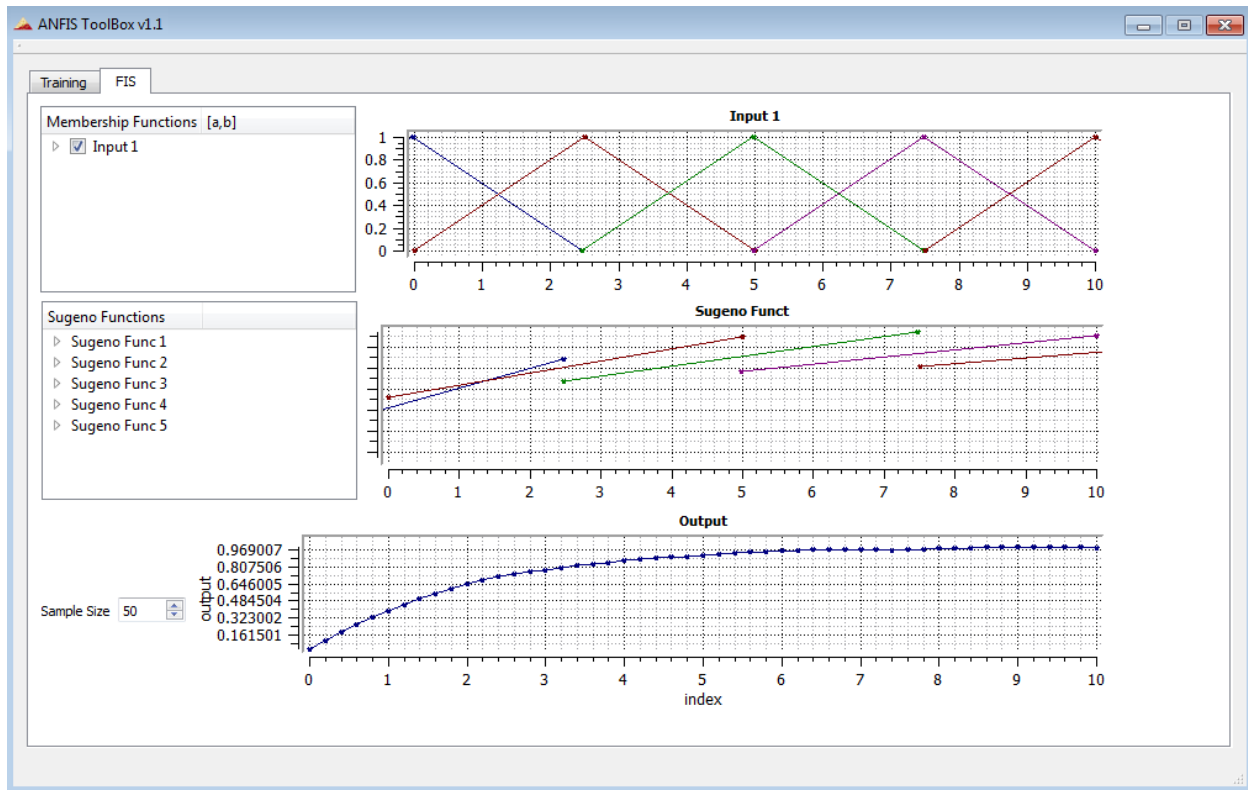 ANFIS ToolBox v1.1
Training FIS
Membership Functions [a,b]
Input 1
Input 1
1
0.8
0.6
0.4
0.2
0
0 1 2 3 4 5 6 7 8 9 10
Sugeno Functions
Sugeno Func 1
Sugeno Func 2
Sugeno Func 3
Sugeno Func 4
Sugeno Func 5
Sugeno Funct
0 1 2 3 4 5 6 7 8 9 10
Sample Size 50
Output
output
0.969007
0.807506
0.646005
0.484504
0.323002
0.161501
0 1 2 3 4 5 6 7 8 9 10
index